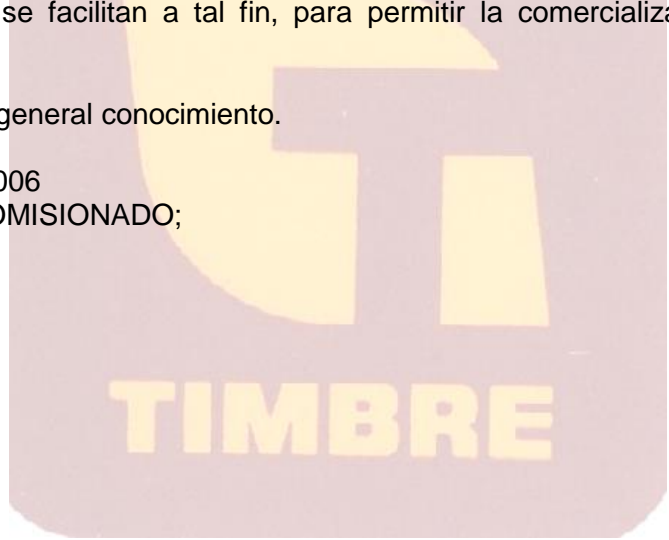 se facilitan a tal fin, para permitir la comercializa
general conocimiento.
006
OMISIONADO;
TIMBRE